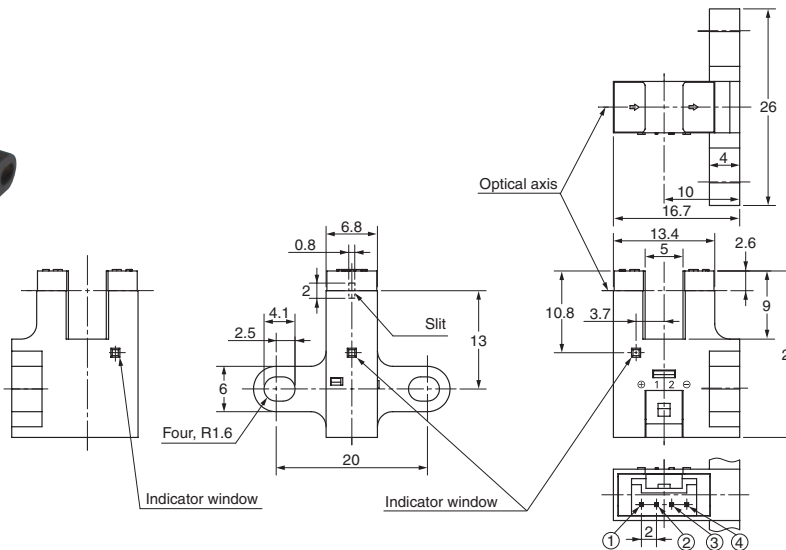 26
4
Optical axis
10
16.7
6.8
13.4
0.8
5
2.6
2
4.1
Slit
10.8
3.7
9
2.5
13
6
⊕ 1 2 ⊖
Four, R1.6
20
Indicator window
Indicator window
① 2 ② ③ ④